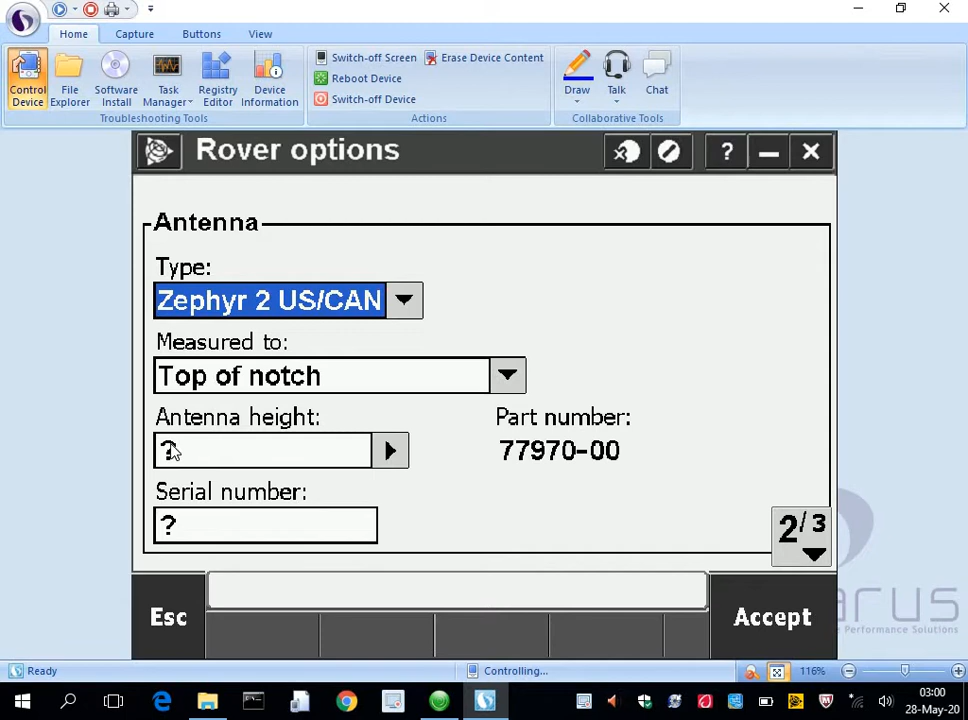 Home Capture Buttons View
Control Device
File Explorer
Software Install
Task Manager
Registry Editor
Device Information
Troubleshooting Tools
Switch-off Screen
Erase Device Content
Reboot Device
Switch-off Device
Actions
Draw
Talk
Chat
Collaborative Tools
Rover options
?
Antenna
Type:
Zephyr 2 US/CAN
Measured to:
Top of notch
Antenna height: Part number:
? 77970-00
Serial number:
?
2/3
Esc
Accept
arus
e Performance Solutions
Ready
Controlling...
116%
03:00
28-May-20